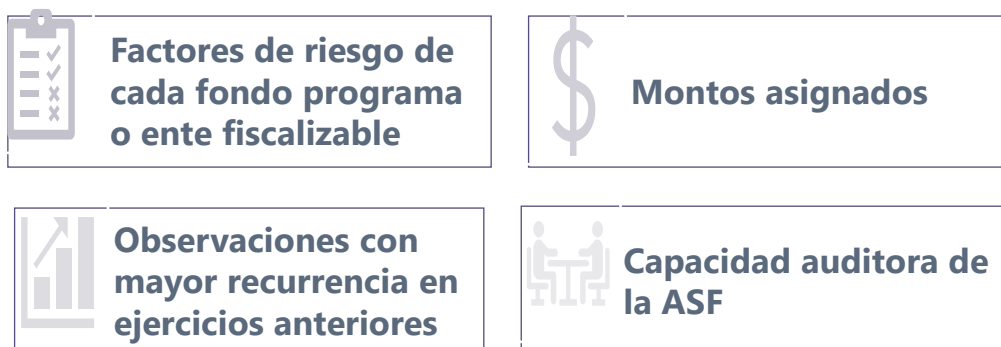 Factores de riesgo de
cada fondo programa
o ente fiscalizable
Montos asignados
Observaciones con
mayor recurrencia en
ejercicios anteriores
Capacidad auditora de
la ASF